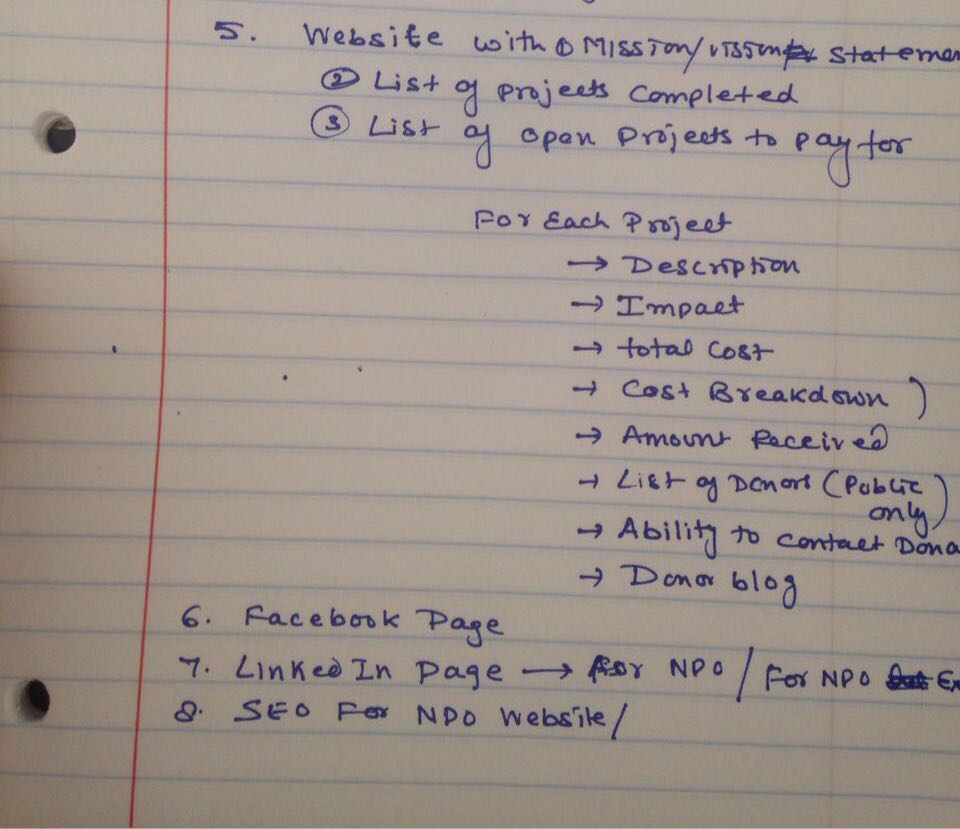 5. Website with ① MISSION/VISION Statemen
② List of projects completed
③ List of open projects to pay for
For Each Project
→ Description
→ Impact
→ total cost
→ Cost Breakdown )
→ Amount Received
→ List of Donors (Public
only)
→ Ability to contact Dona
→ Donor blog
6. Facebook Page
7. LinkedIn Page → for NPO / For NPO Ex
8. SEO For NPO Website/